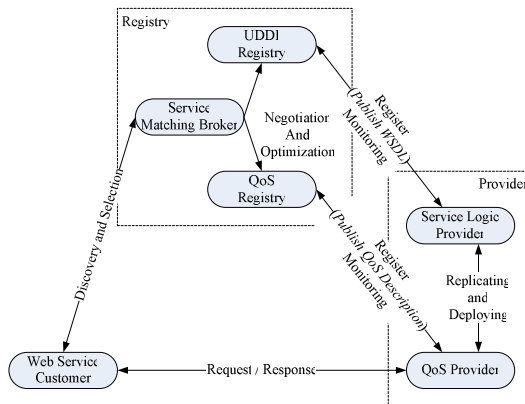 Registry
UDDI
Registry
Service
Matching Broker
Negotiation
And
Optimization
QoS
Registry
Register
(Publish WSDL)
Monitoring
Provider
Service Logic
Provider
Discovery and Selection
Register
(Publish QoS Description)
Monitoring
Replicating
and
Deploying
Web Service
Customer
Request / Response
QoS Provider